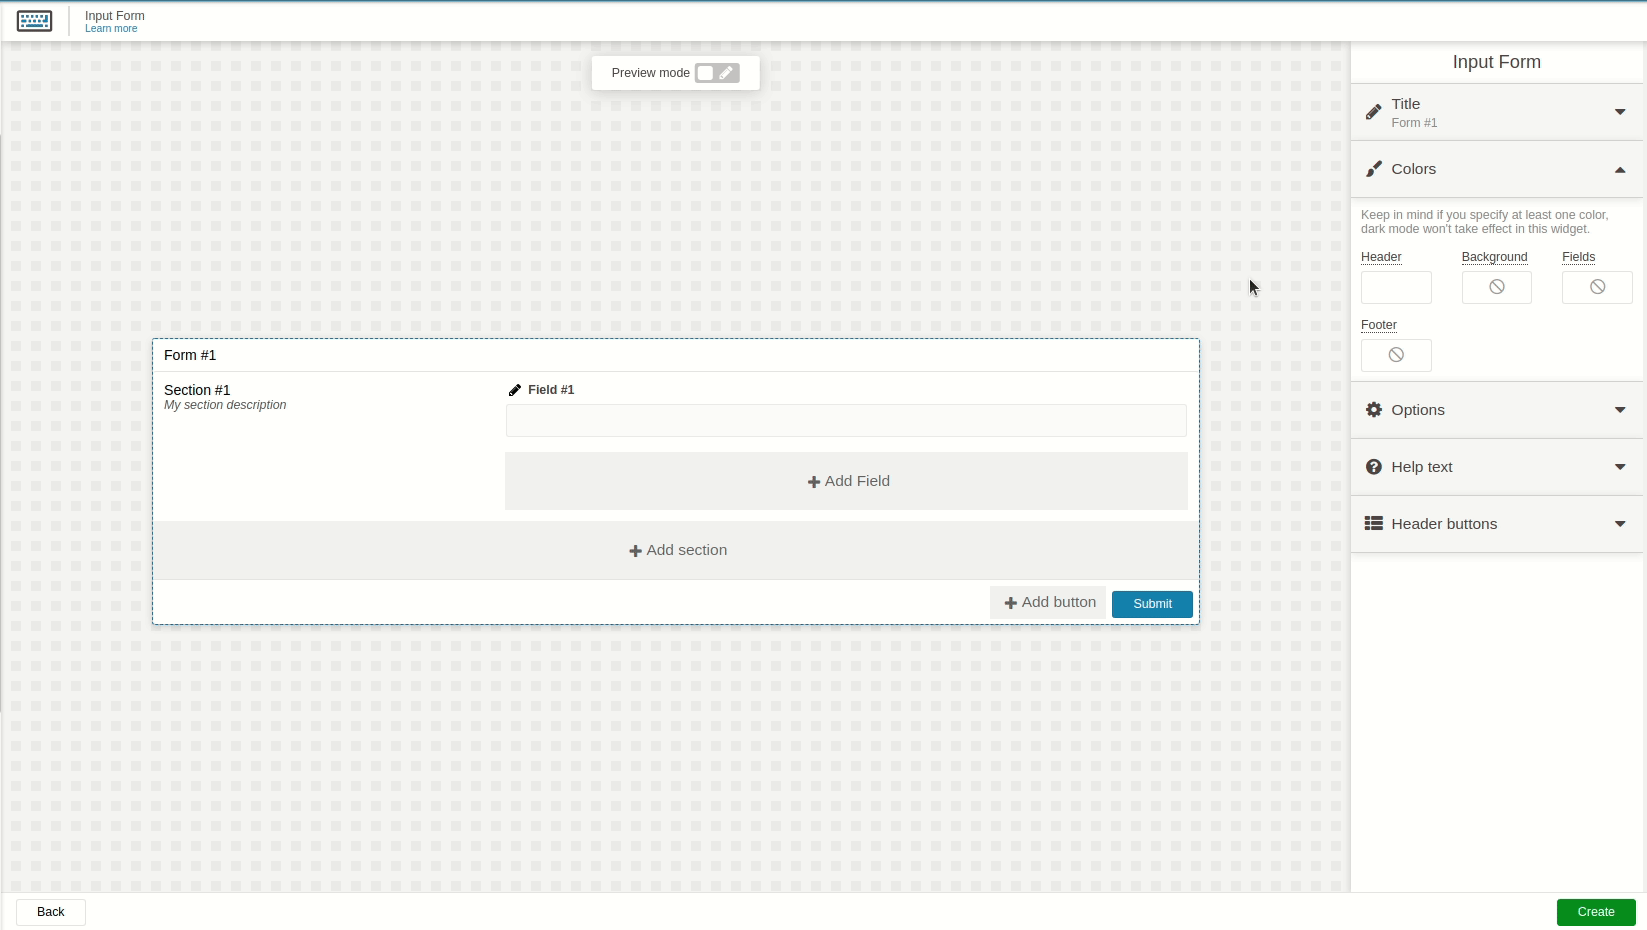 Input Form
Learn more
Preview mode
Input Form
Title
Form #1
Colors
Keep in mind if you specify at least one color,
dark mode won't take effect in this widget.
Header Background Fields
Footer
Options
Help text
Header buttons
Form #1
Section #1
My section description
Field #1
Add Field
Add section
Add button Submit
Back
Create